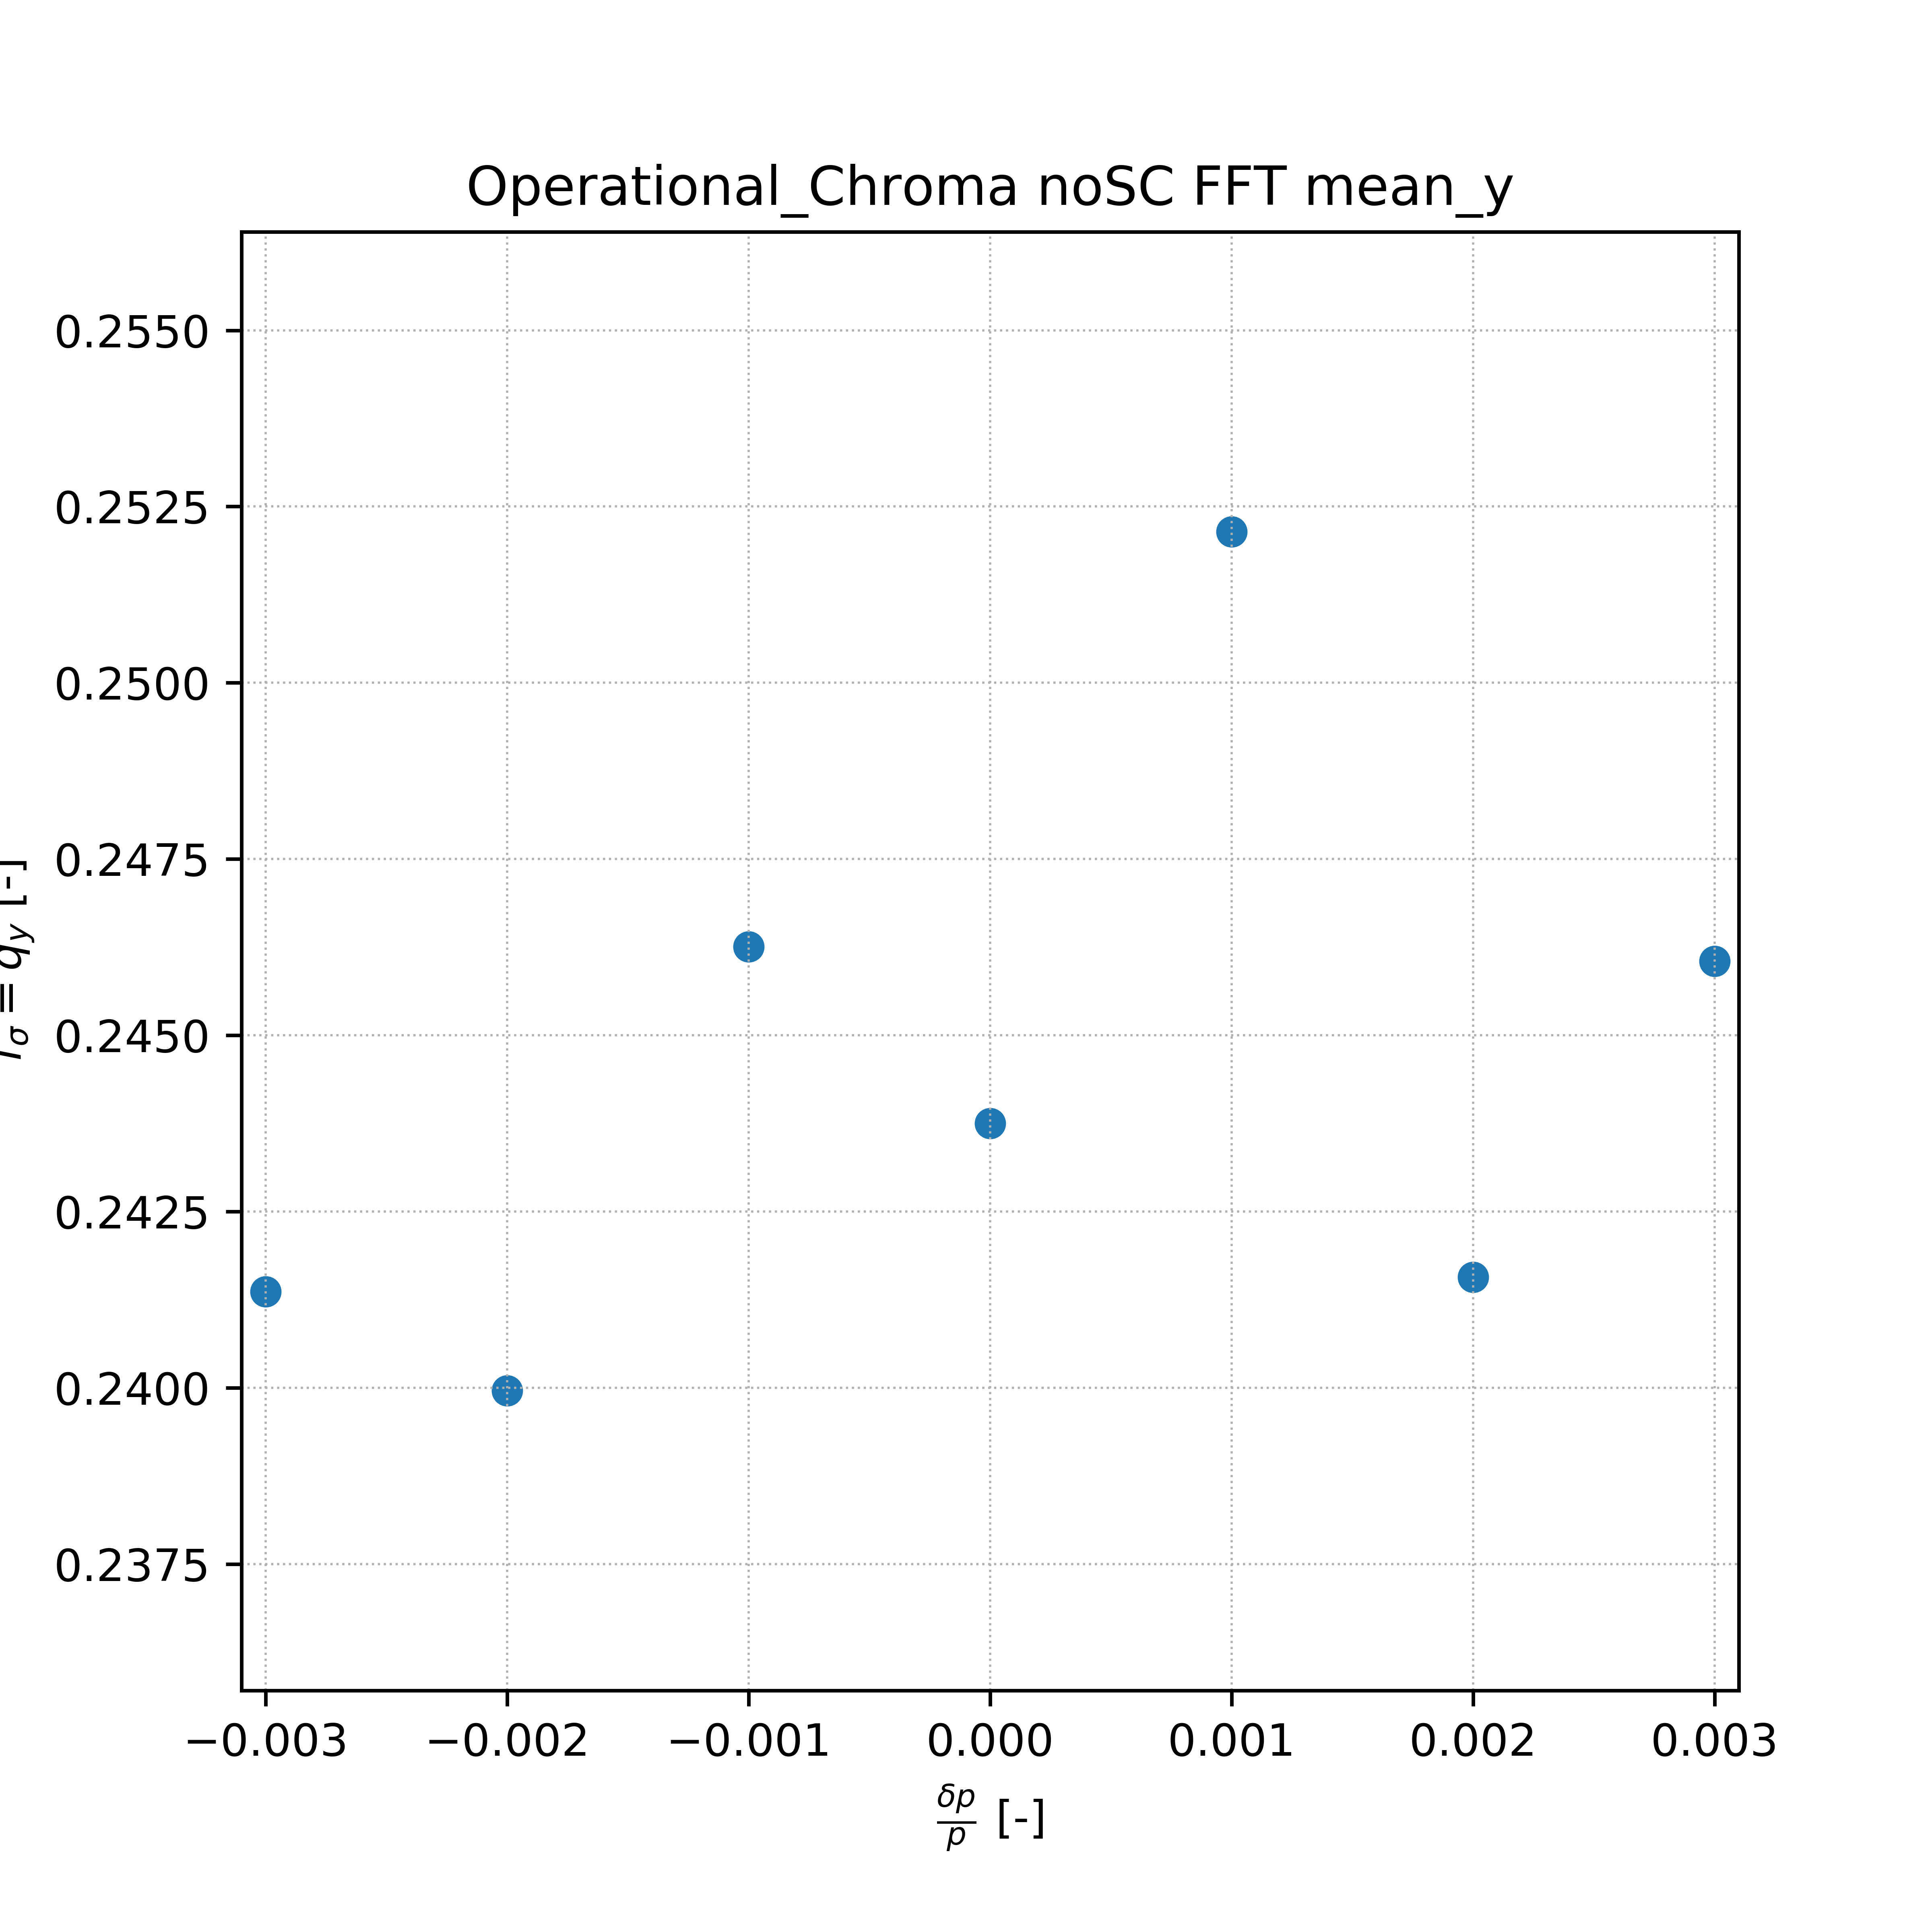 Operational_Chroma noSC FFT mean_y
0.2550
0.2525
0.2500
0.2475
0.2450
0.2425
0.2400
0.2375
σ = qy [-]
−0.003 −0.002 −0.001 0.000 0.001 0.002 0.003
δp
p [-]